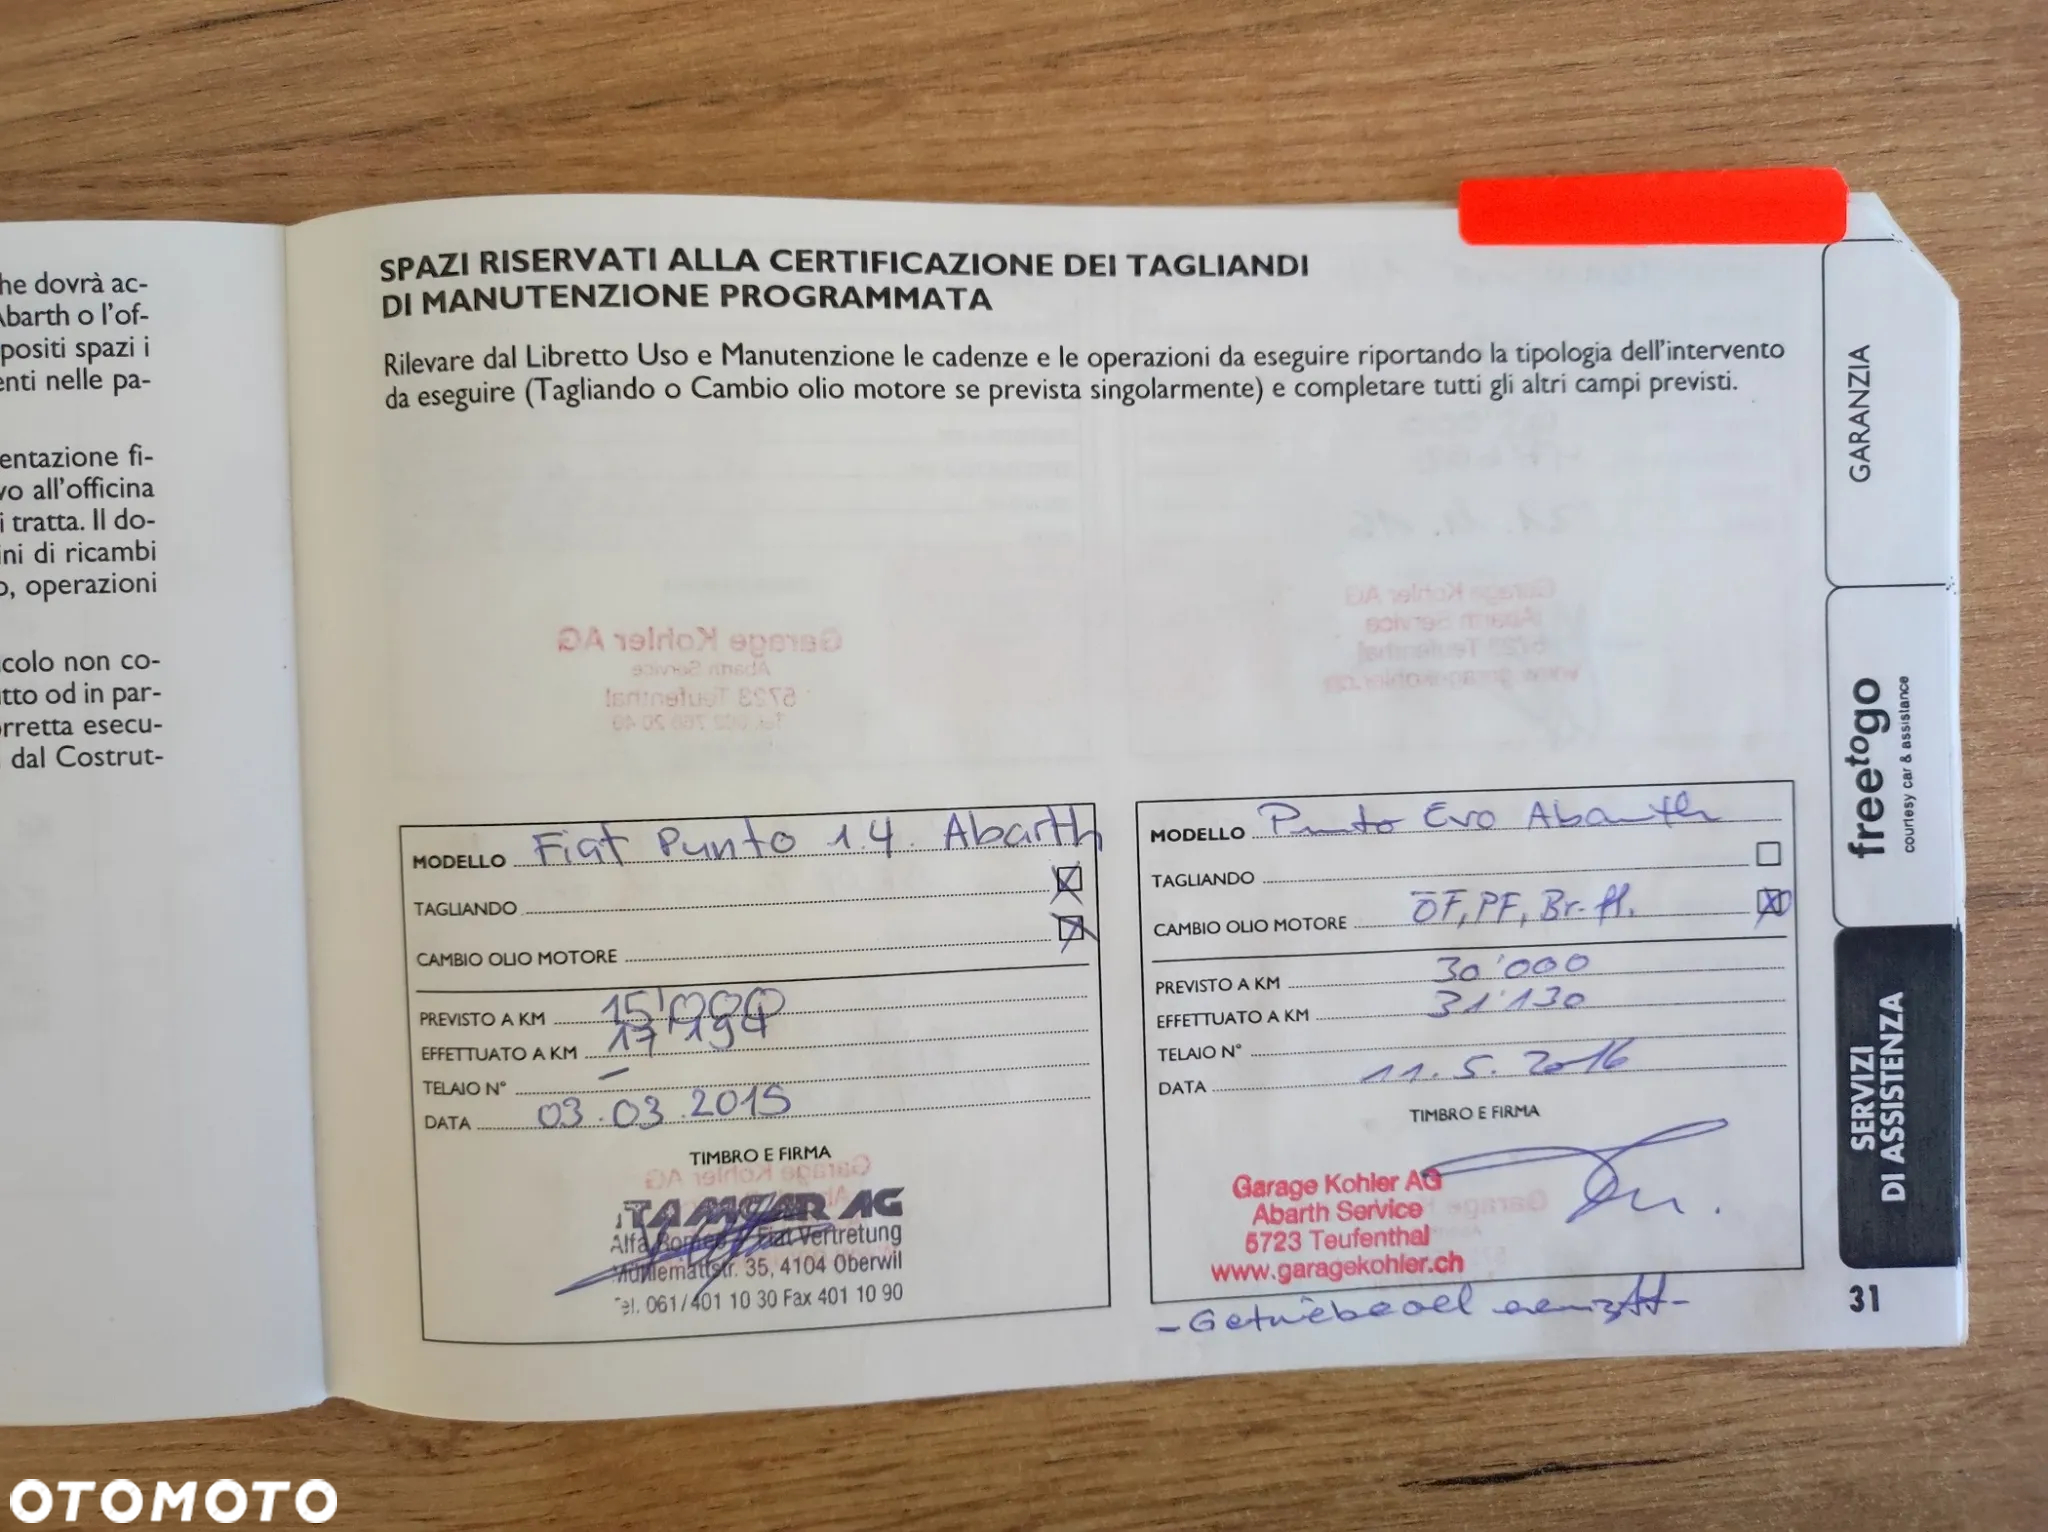 he dovrà ac-
Abarth o l'of-
positi spazi i
enti nelle pa-
entazione fi-
vo all'officina
i tratta. Il do-
ini di ricambi
o, operazioni
colo non co-
utto od in par-
orretta esecu-
dal Costrut-
SPAZI RISERVATI ALLA CERTIFICAZIONE DEI TAGLIANDI
DI MANUTENZIONE PROGRAMMATA
Rilevare dal Libretto Uso e Manutenzione le cadenze e le operazioni da eseguire riportando la tipologia dell'intervento
da eseguire (Tagliando o Cambio olio motore se prevista singolarmente) e completare tutti gli altri campi previsti.
MODELLO Fiat Punto 1.4. Abarth
TAGLIANDO
CAMBIO OLIO MOTORE
PREVISTO A KM 15'000
EFFETTUATO A KM 17'194
TELAIO N° –
DATA 03.03.2015
TIMBRO E FIRMA
TAMCAR AG
Alfa Romeo Fiat Vertretung
Mühlemattstr. 35, 4104 Oberwil
Tel. 061/401 10 30 Fax 401 10 90
MODELLO Punto Evo Abarth
TAGLIANDO
CAMBIO OLIO MOTORE ÖF, PF, Br.-fl.
PREVISTO A KM 30'000
EFFETTUATO A KM 31'130
TELAIO N°
DATA 11.5.2016
TIMBRO E FIRMA
Garage Kohler AG
Abarth Service
5723 Teufenthal
www.garagekohler.ch
-Getriebeoel ersetzt-
GARANZIA
freetogo
courtesy car & assistance
SERVIZI
DI ASSISTENZA
31
OTOMOTO